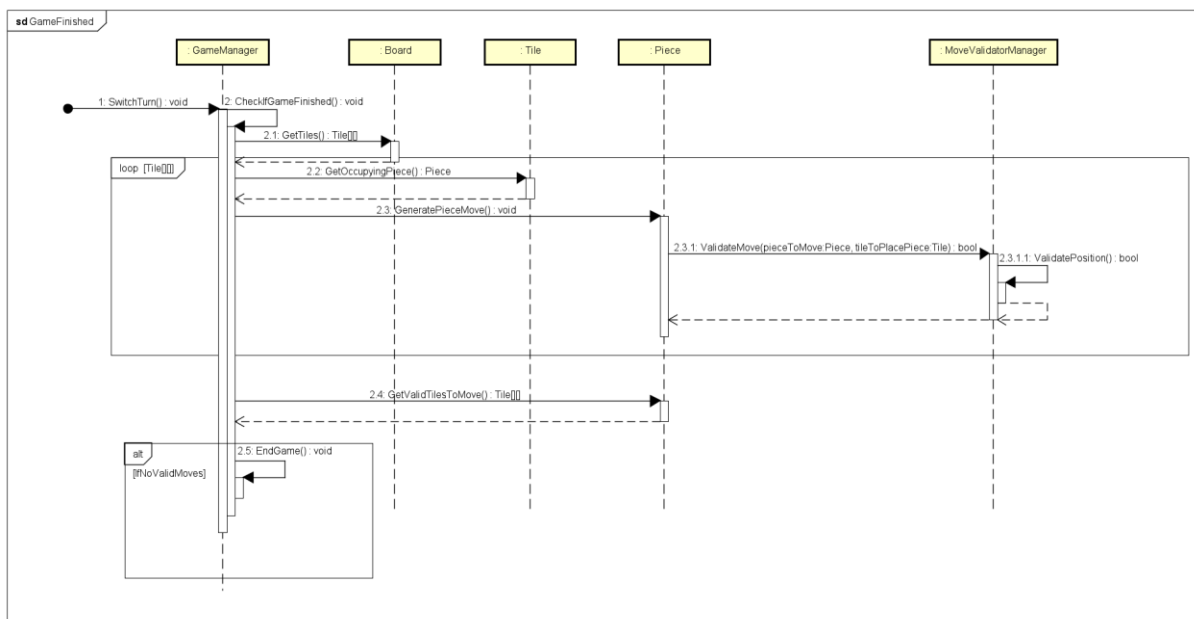 sd GameFinished
: GameManager
: Board
: Tile
: Piece
: MoveValidatorManager
1: SwitchTurn() : void
2: CheckIfGameFinished() : void
2.1: GetTiles() : Tile[][]
loop [Tile[][]]
2.2: GetOccupyingPiece() : Piece
2.3: GeneratePieceMove() : void
2.3.1: ValidateMove(pieceToMove:Piece, tileToPlacePiece:Tile) : bool
2.3.1.1: ValidatePosition() : bool
2.4: GetValidTilesToMove() : Tile[][]
alt
2.5: EndGame() : void
[IfNoValidMoves]